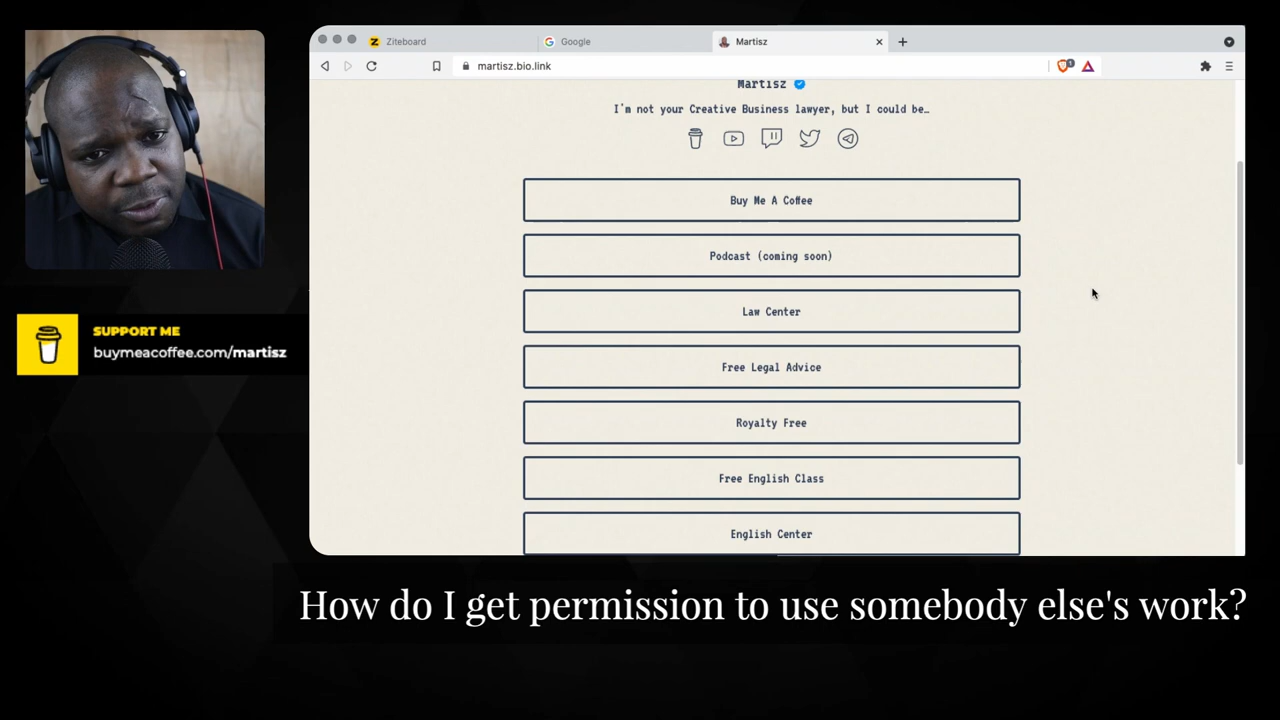 Ziteboard
Google
Martisz
martisz.bio.link
1
Martisz
I'm not your Creative Business lawyer, but I could be…
Buy Me A Coffee
Podcast (coming soon)
Law Center
Free Legal Advice
Royalty Free
Free English Class
English Center
SUPPORT ME
buymeacoffee.com/martisz
How do I get permission to use somebody else's work?